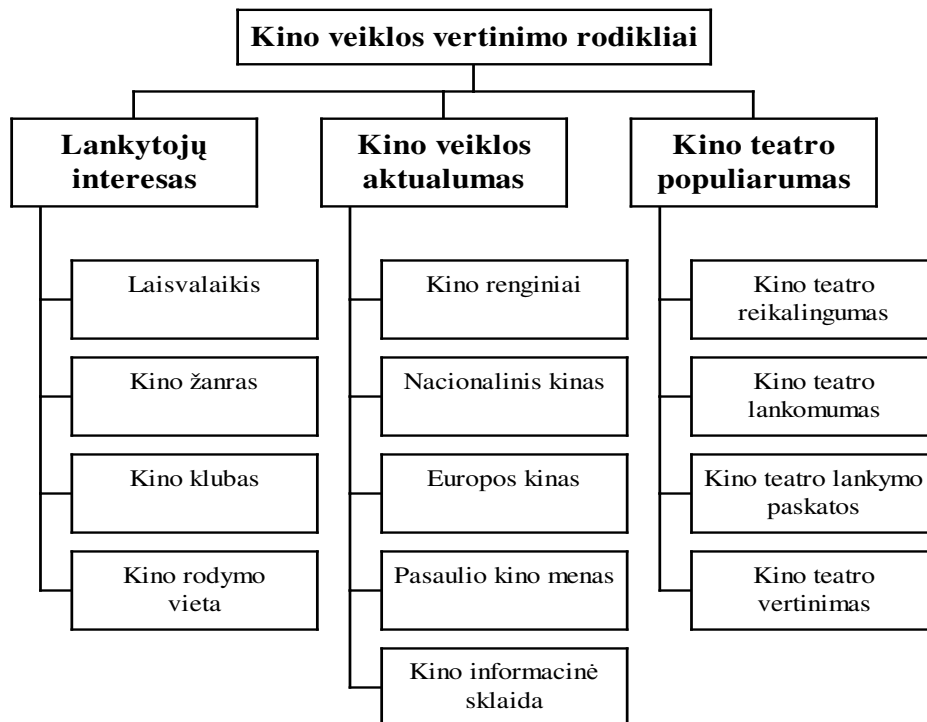 Kino veiklos vertinimo rodikliai
Lankytojų
interesas
Laisvalaikis
Kino žanras
Kino klubas
Kino rodymo
vieta
Kino veiklos
aktualumas
Kino renginiai
Nacionalinis kinas
Europos kinas
Pasaulio kino menas
Kino informacinė
sklaida
Kino teatro
populiarumas
Kino teatro
reikalingumas
Kino teatro
lankomumas
Kino teatro lankymo
paskatos
Kino teatro
vertinimas